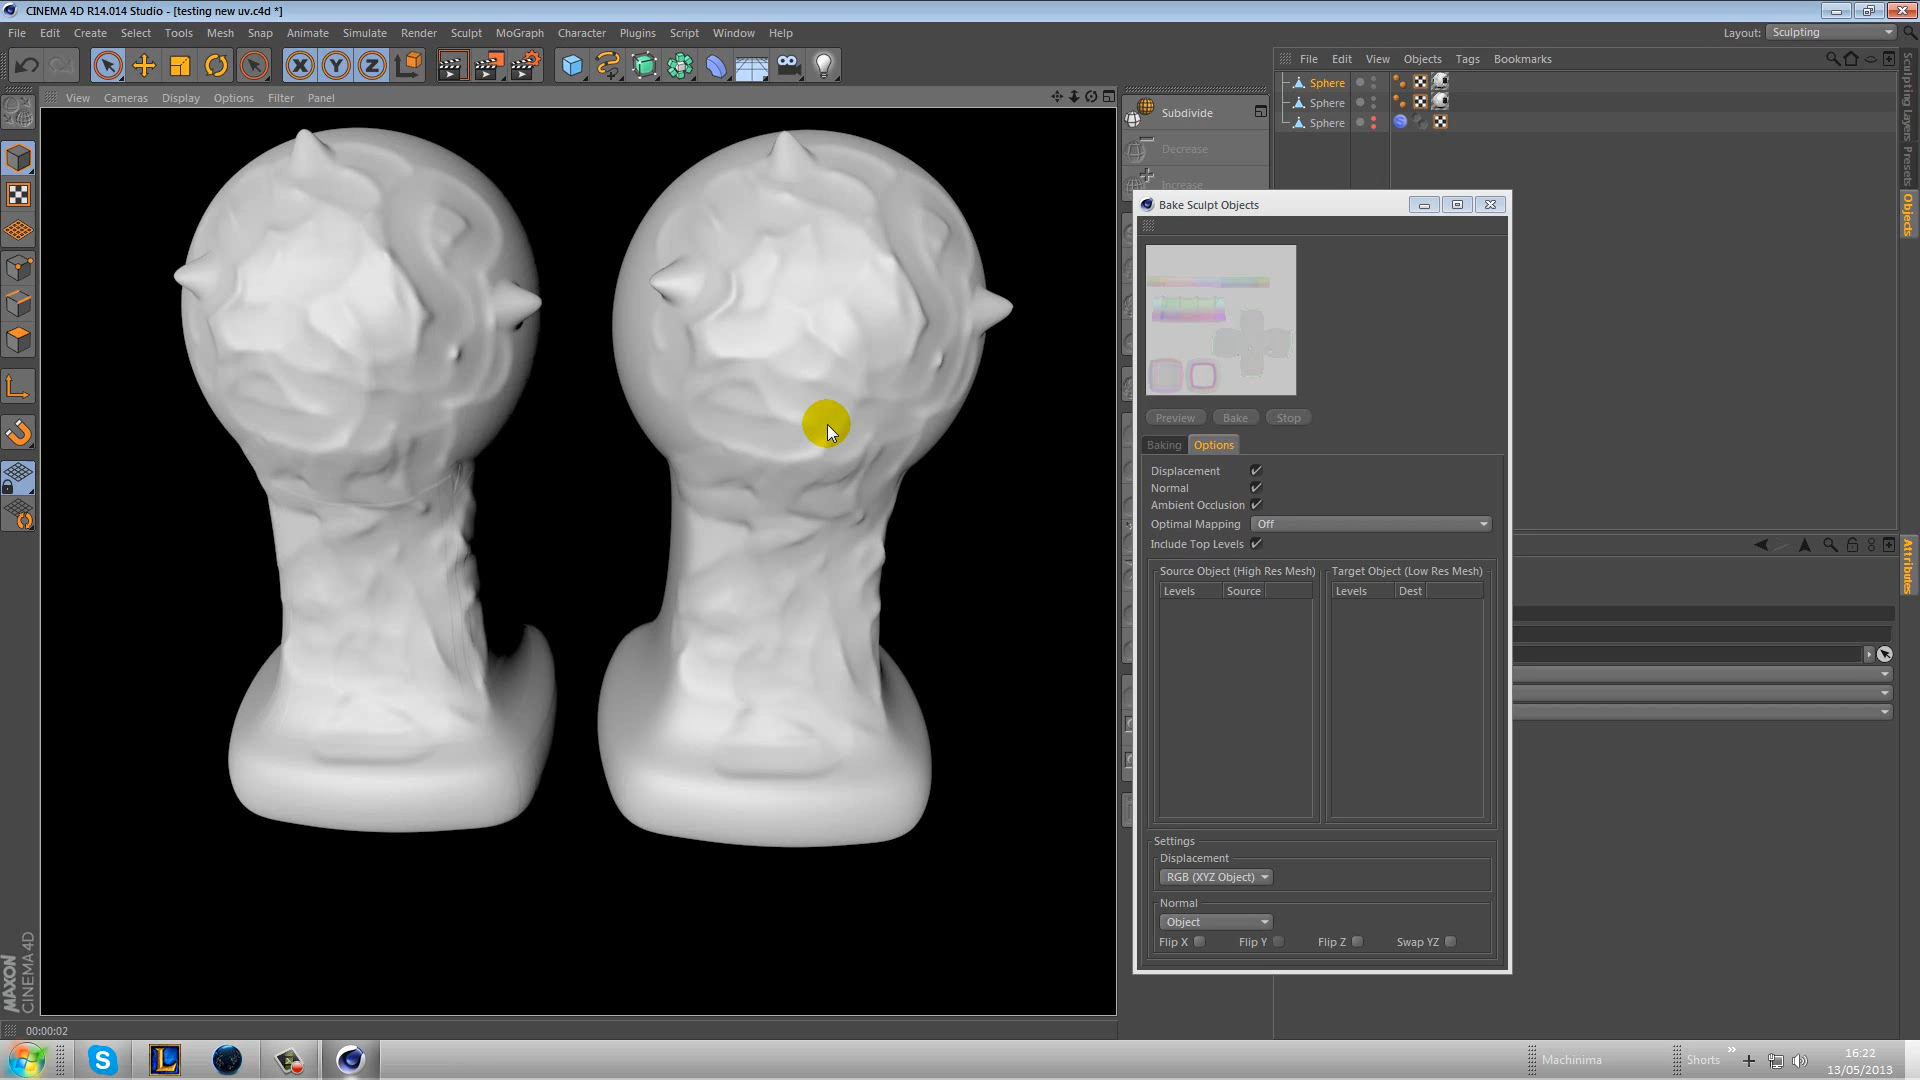 CINEMA 4D R14.014 Studio - [testing new uv.c4d *]
File Edit Create Select Tools Mesh Snap Animate Simulate Render Sculpt MoGraph Character Plugins Script Window Help
Layout: Sculpting
File Edit View Objects Tags Bookmarks
View Cameras Display Options Filter Panel
Sphere
Sphere
Sphere
Subdivide
Decrease
Increase
Sculpting Layers
Presets
Objects
Attributes
Bake Sculpt Objects
Preview Bake Stop
Baking Options
Displacement
Normal
Ambient Occlusion
Optimal Mapping Off
Include Top Levels
Source Object (High Res Mesh) Target Object (Low Res Mesh)
Levels Source Levels Dest
Settings
Displacement
RGB (XYZ Object)
Normal
Object
Flip X Flip Y Flip Z Swap YZ
MAXON
CINEMA 4D
00:00:02
Machinima
Shorts
16:22
13/05/2013